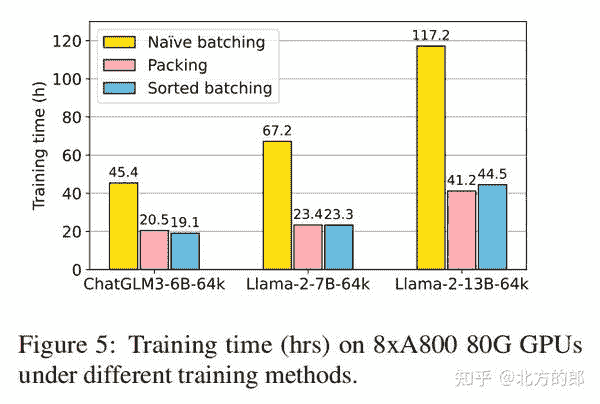 120
100
80
60
40
20
0
Training time (h)
Naïve batching
Packing
Sorted batching
45.4
20.5
19.1
67.2
23.4
23.3
117.2
41.2
44.5
ChatGLM3-6B-64k
Llama-2-7B-64k
Llama-2-13B-64k
Figure 5: Training time (hrs) on 8xA800 80G GPUs
under different training methods.
知乎 @北方的郎